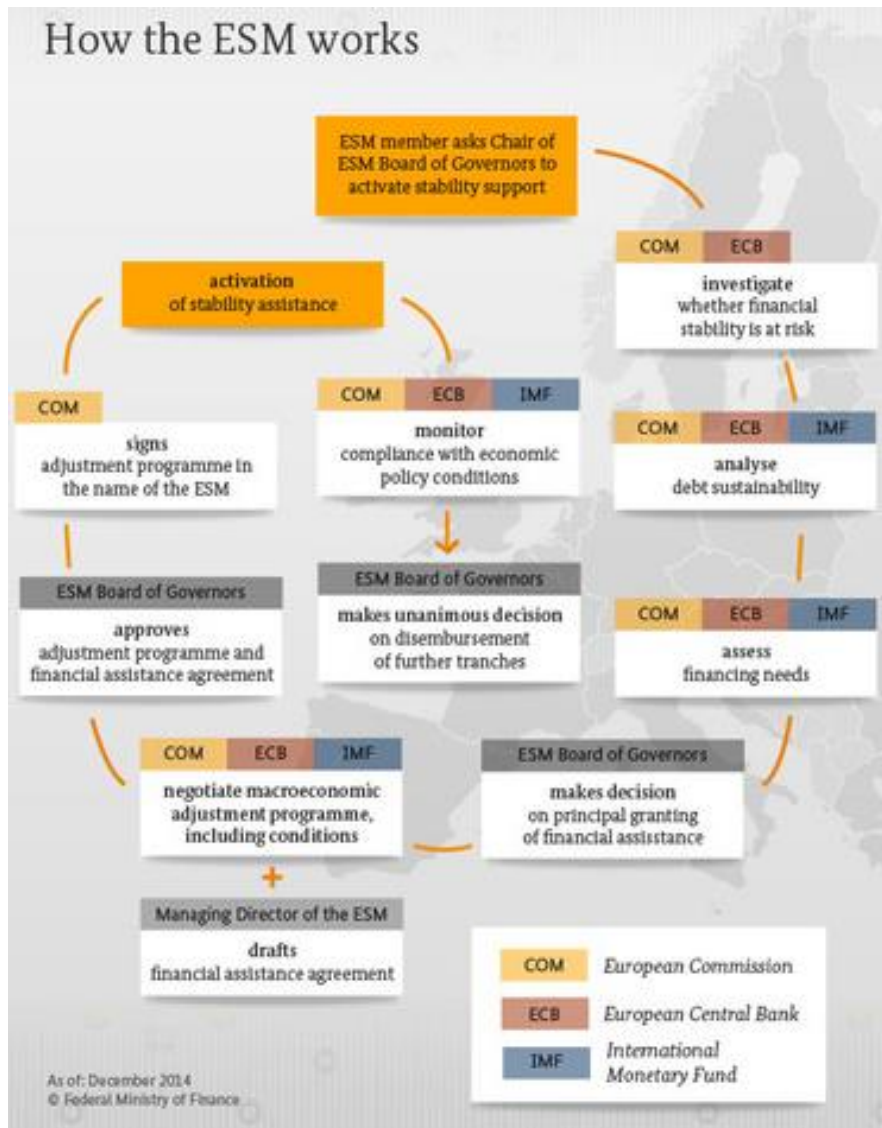 How the ESM works
ESM member asks Chair of
ESM Board of Governors to
activate stability support
COM ECB
investigate
whether financial
stability is at risk
COM ECB IMF
analyse
debt sustainability
COM ECB IMF
assess
financing needs
ESM Board of Governors
makes decision
on principal granting
of financial assistance
COM ECB IMF
negotiate macroeconomic
adjustment programme,
including conditions
+
Managing Director of the ESM
drafts
financial assistance agreement
ESM Board of Governors
approves
adjustment programme and
financial assistance agreement
COM
signs
adjustment programme in
the name of the ESM
activation
of stability assistance
COM ECB IMF
monitor
compliance with economic
policy conditions
ESM Board of Governors
makes unanimous decision
on disembursement
of further tranches
COM European Commission
ECB European Central Bank
IMF International
Monetary Fund
As of: December 2014
© Federal Ministry of Finance